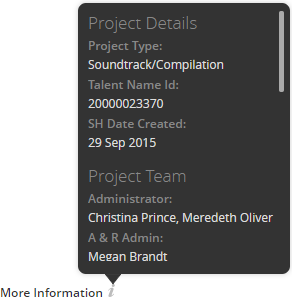 Project Details
Project Type:
Soundtrack/Compilation
Talent Name Id:
20000023370
SH Date Created:
29 Sep 2015
Project Team
Administrator:
Christina Prince, Meredeth Oliver
A & R Admin:
Megan Brandt
More Information i